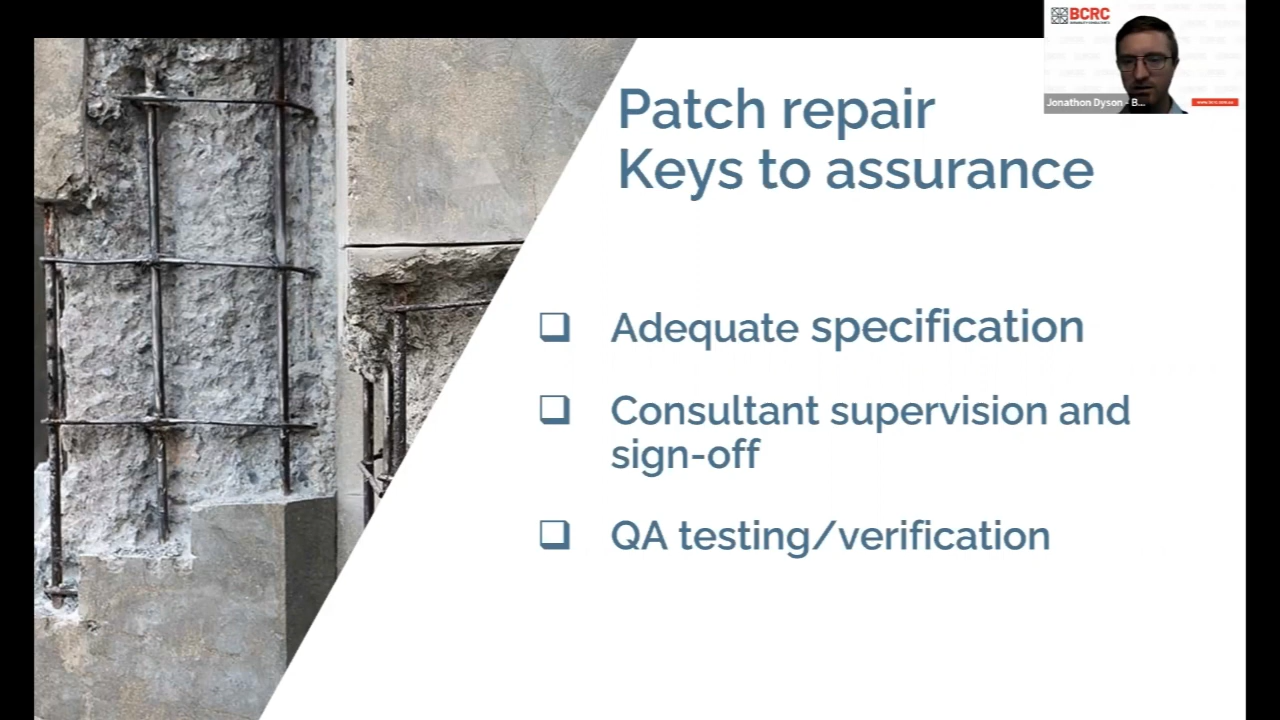 BCRC
Jonathon Dyson - B...
Patch repair
Keys to assurance
❑ Adequate specification
❑ Consultant supervision and
sign-off
❑ QA testing/verification